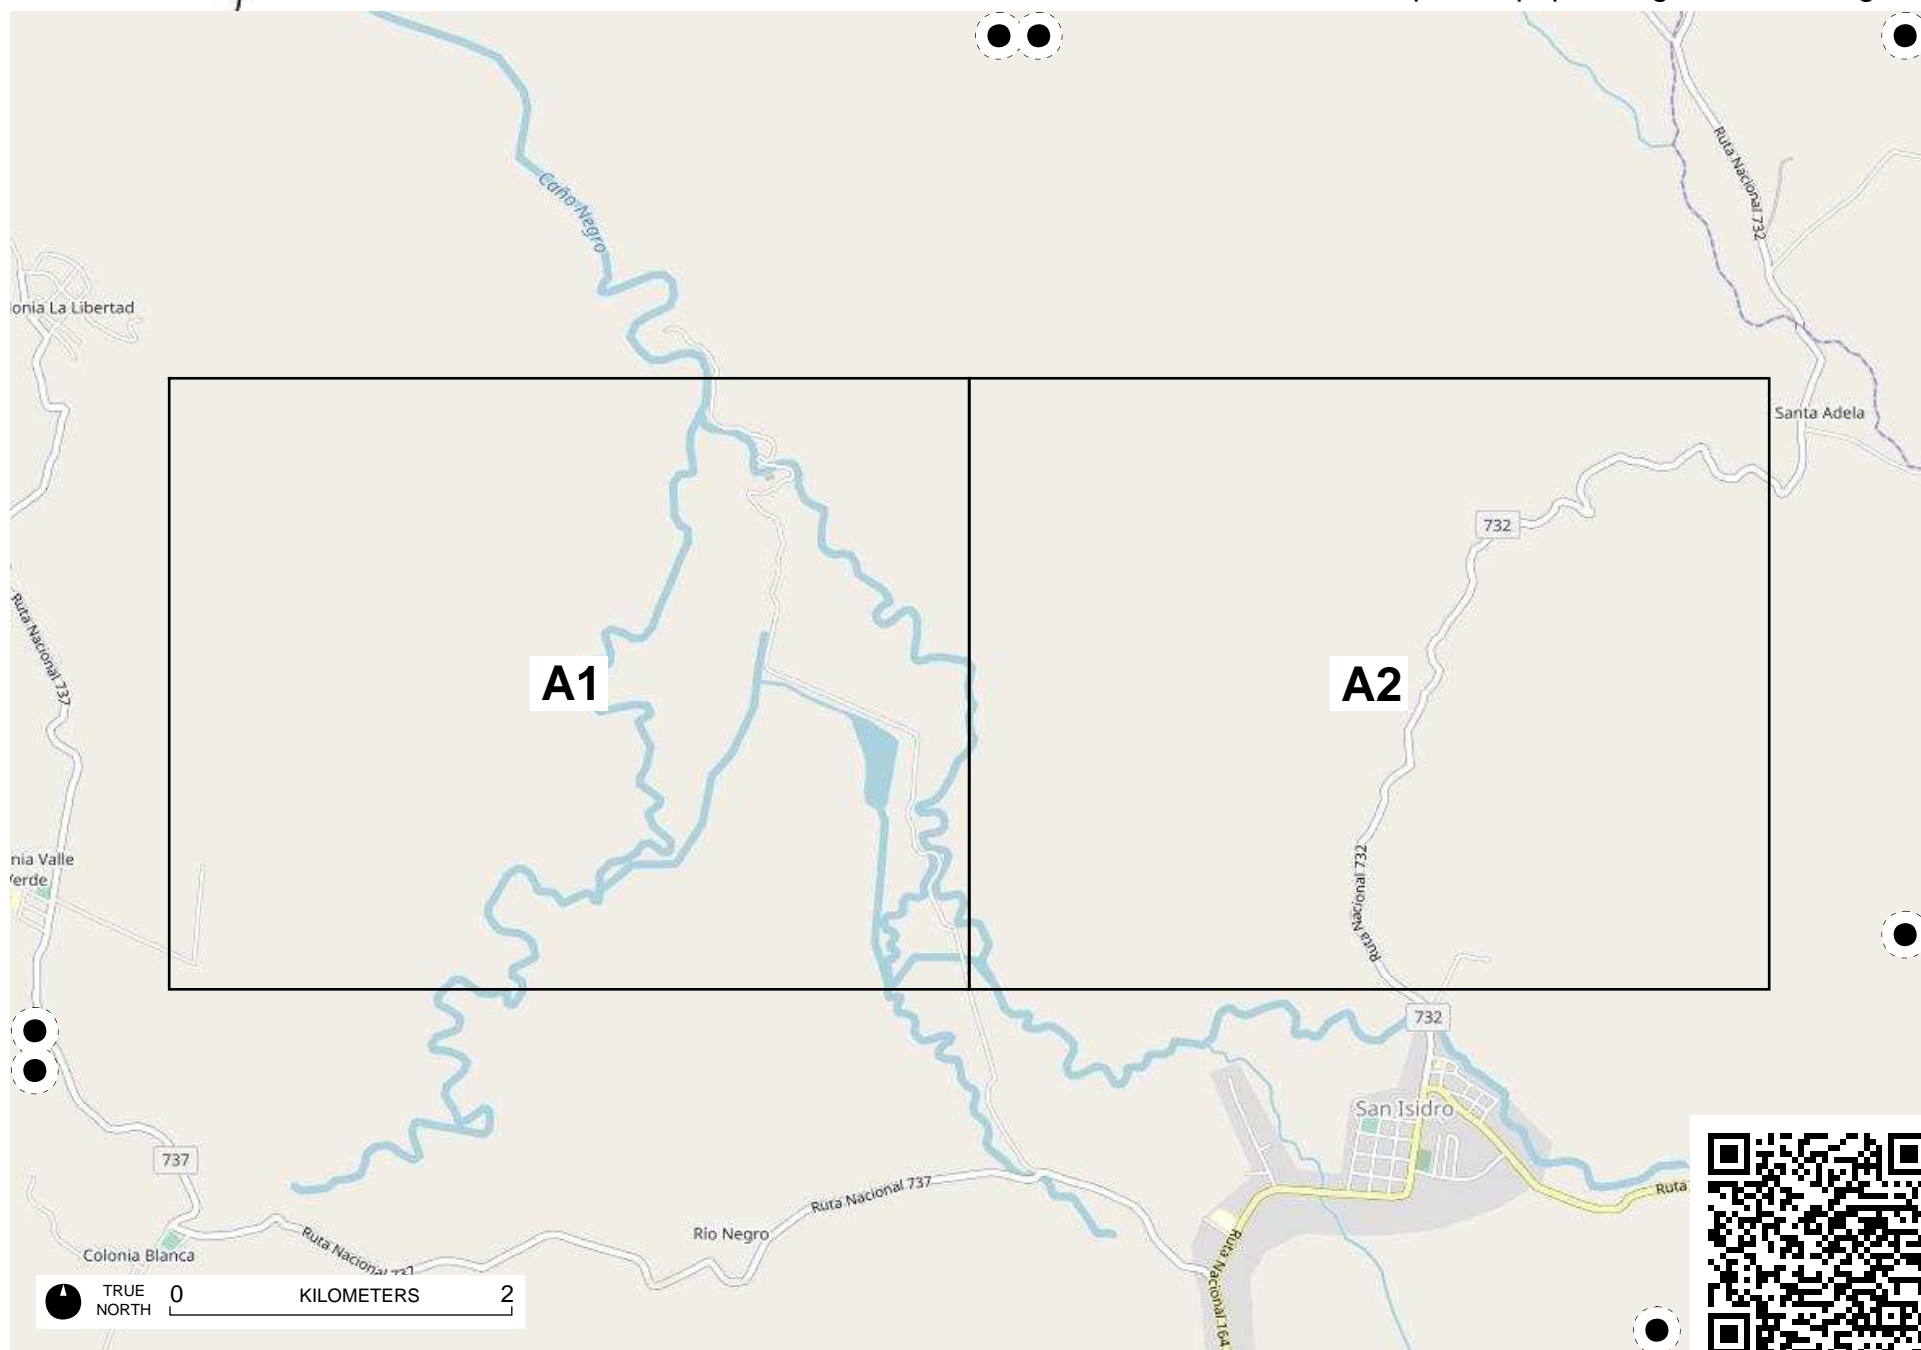 Caño Negro
Ruta Nacional 732
onia La Libertad
Santa Adela
732
Ruta Nacional 737
A1
A2
nia Valle
Verde
Ruta Nacional 732
732
San Isidro
737
Ruta Nacional 737
Ruta
Río Negro
Ruta Nacional 737
Colonia Blanca
Ruta Nacional 164
TRUE
NORTH
0 KILOMETERS 2